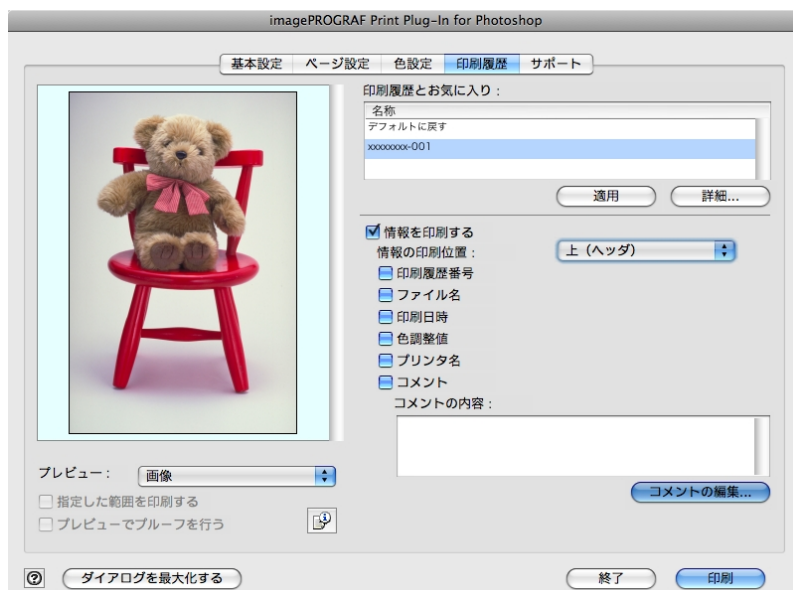 imagePROGRAF Print Plug-In for Photoshop
基本設定 ページ設定 色設定 印刷履歴 サポート
印刷履歴とお気に入り：
名称
デフォルトに戻す
xxxxxxxx-001
適用 詳細...
情報を印刷する
情報の印刷位置： 上（ヘッダ）
印刷履歴番号
ファイル名
印刷日時
色調整値
プリンタ名
コメント
コメントの内容：
コメントの編集...
プレビュー： 画像
指定した範囲を印刷する
プレビューでプルーフを行う
? ダイアログを最大化する 終了 印刷